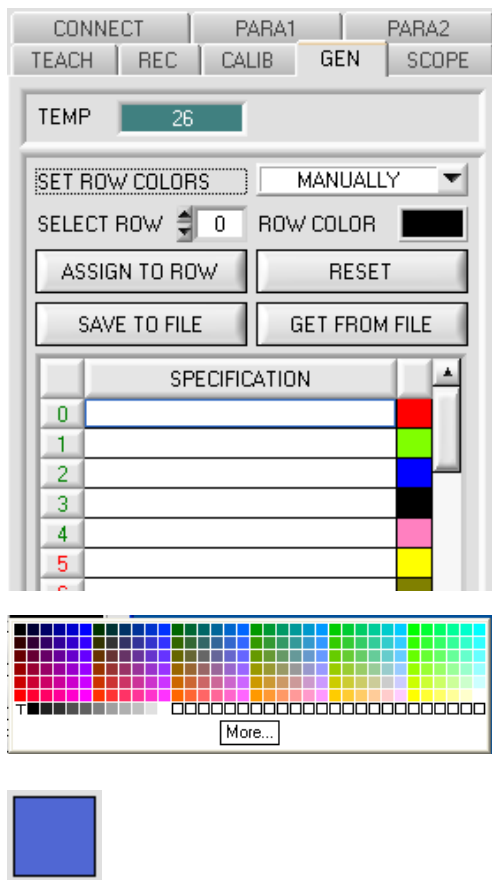 CONNECT PARA1 PARA2
TEACH REC CALIB GEN SCOPE
TEMP 26
SET ROW COLORS MANUALLY
SELECT ROW 0 ROW COLOR
ASSIGN TO ROW RESET
SAVE TO FILE GET FROM FILE
SPECIFICATION
0
1
2
3
4
5
T
More...